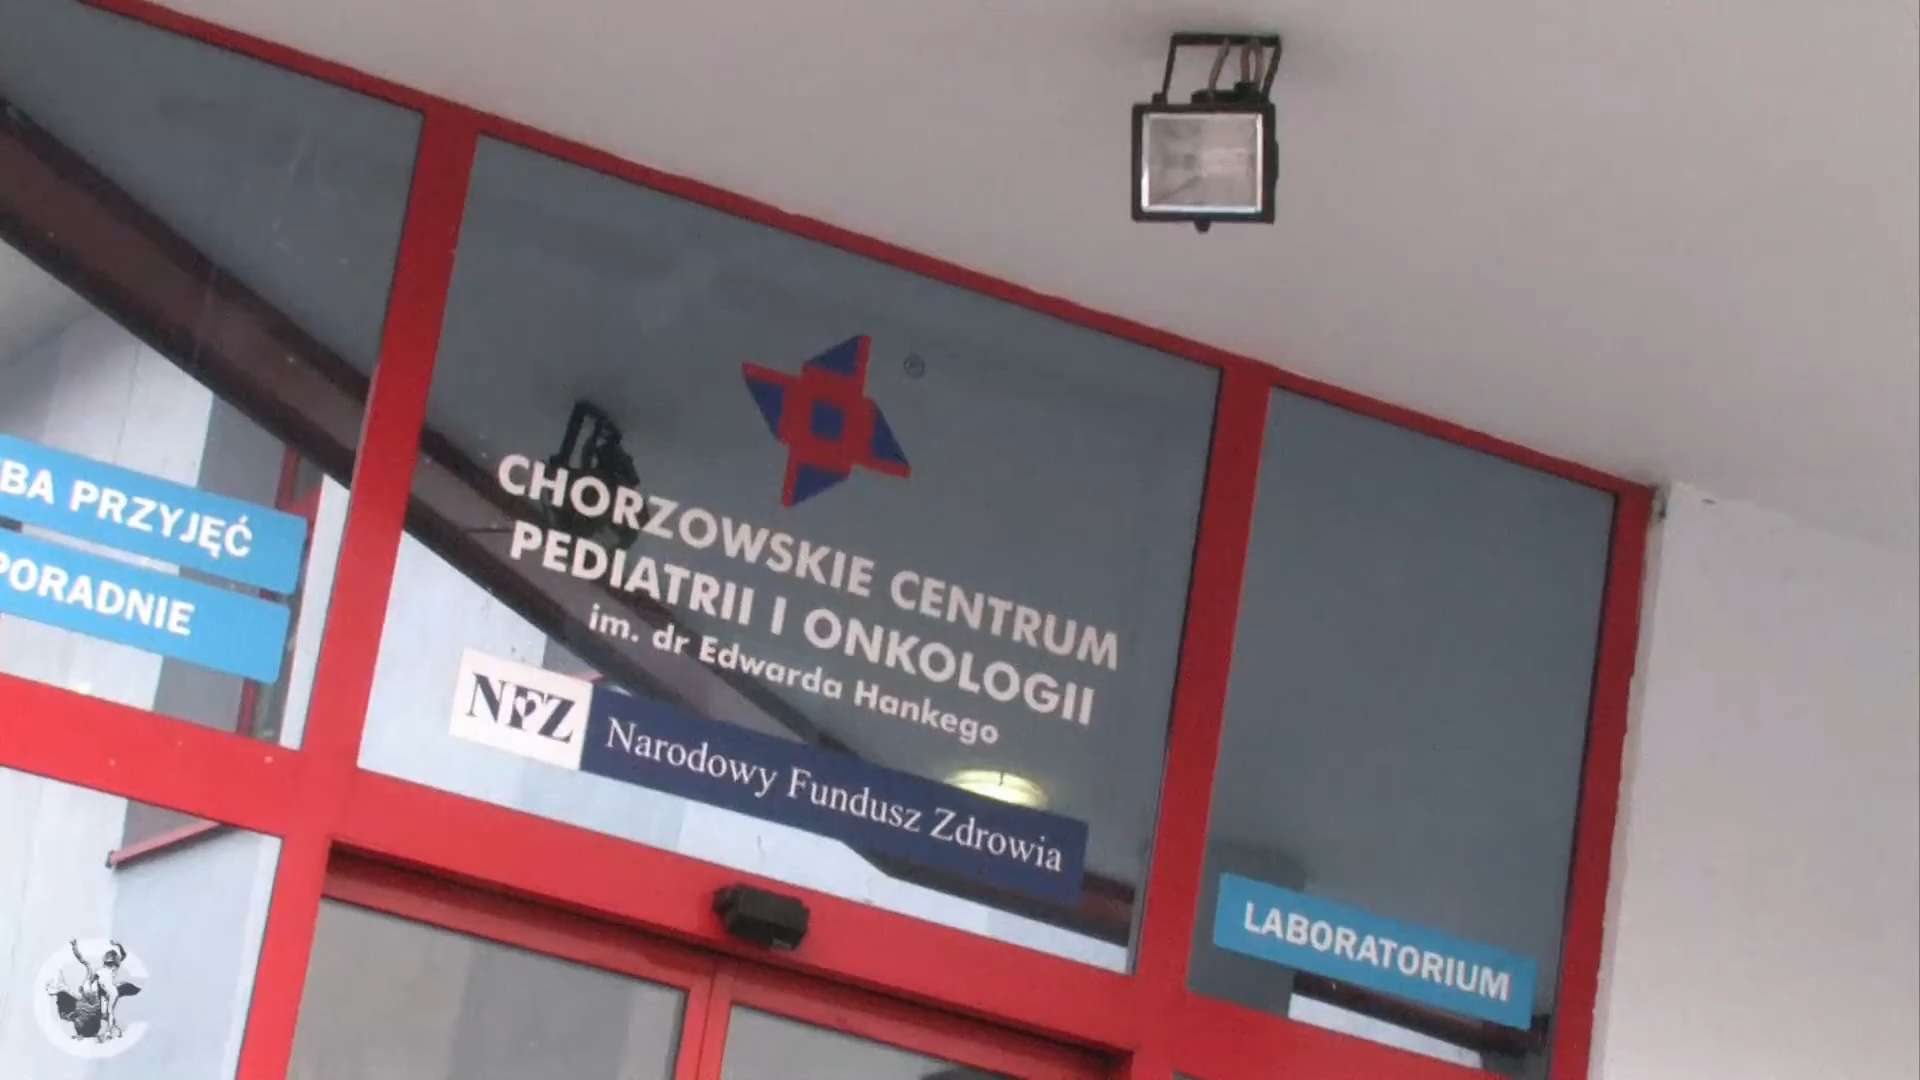 BA PRZYJĘĆ
PORADNIE
®
CHORZOWSKIE CENTRUM
PEDIATRII I ONKOLOGII
im. dr Edwarda Hankego
NFZ Narodowy Fundusz Zdrowia
LABORATORIUM